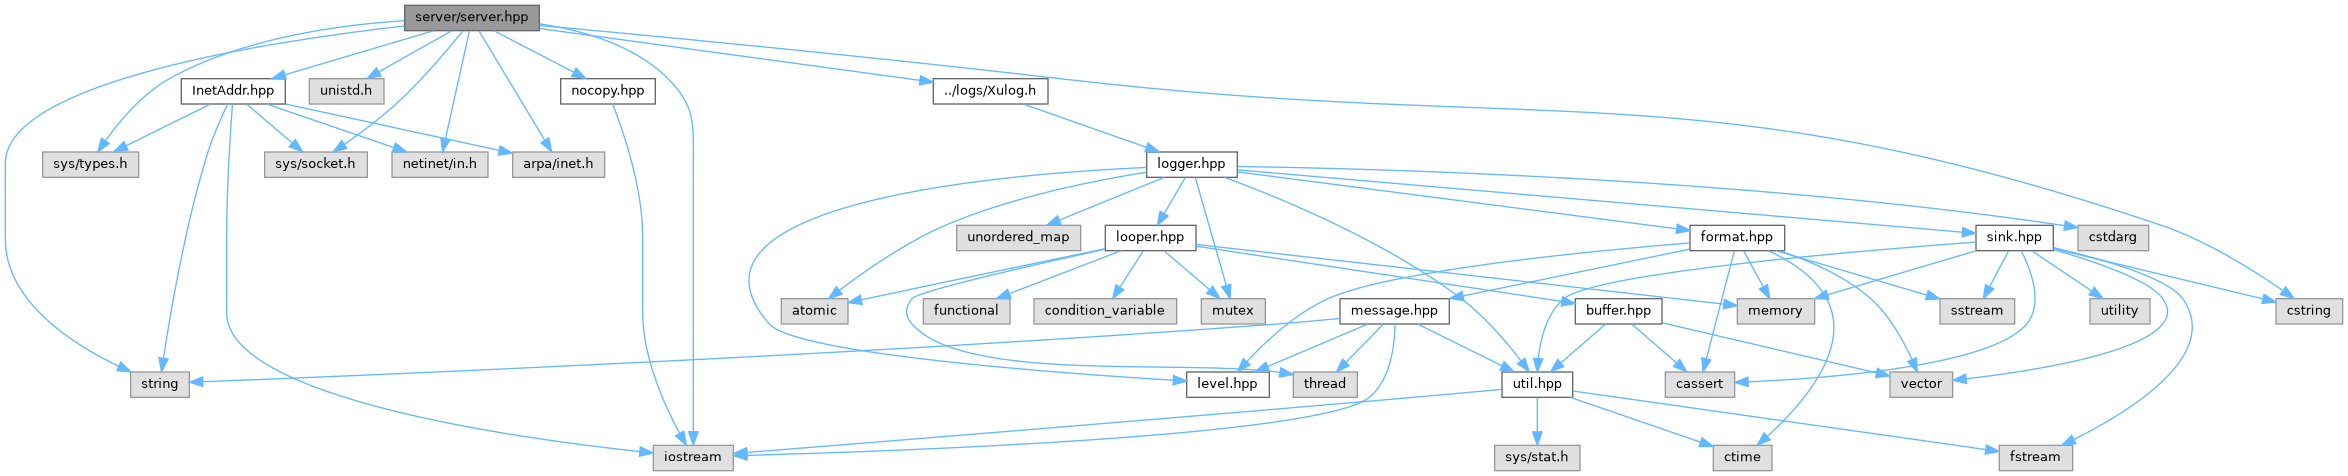 server/server.hpp
InetAddr.hpp
unistd.h
nocopy.hpp
../logs/Xulog.h
sys/types.h
sys/socket.h
netinet/in.h
arpa/inet.h
logger.hpp
unordered_map
looper.hpp
format.hpp
sink.hpp
cstdarg
atomic
functional
condition_variable
mutex
message.hpp
buffer.hpp
memory
sstream
utility
cstring
string
level.hpp
thread
util.hpp
cassert
vector
iostream
sys/stat.h
ctime
fstream